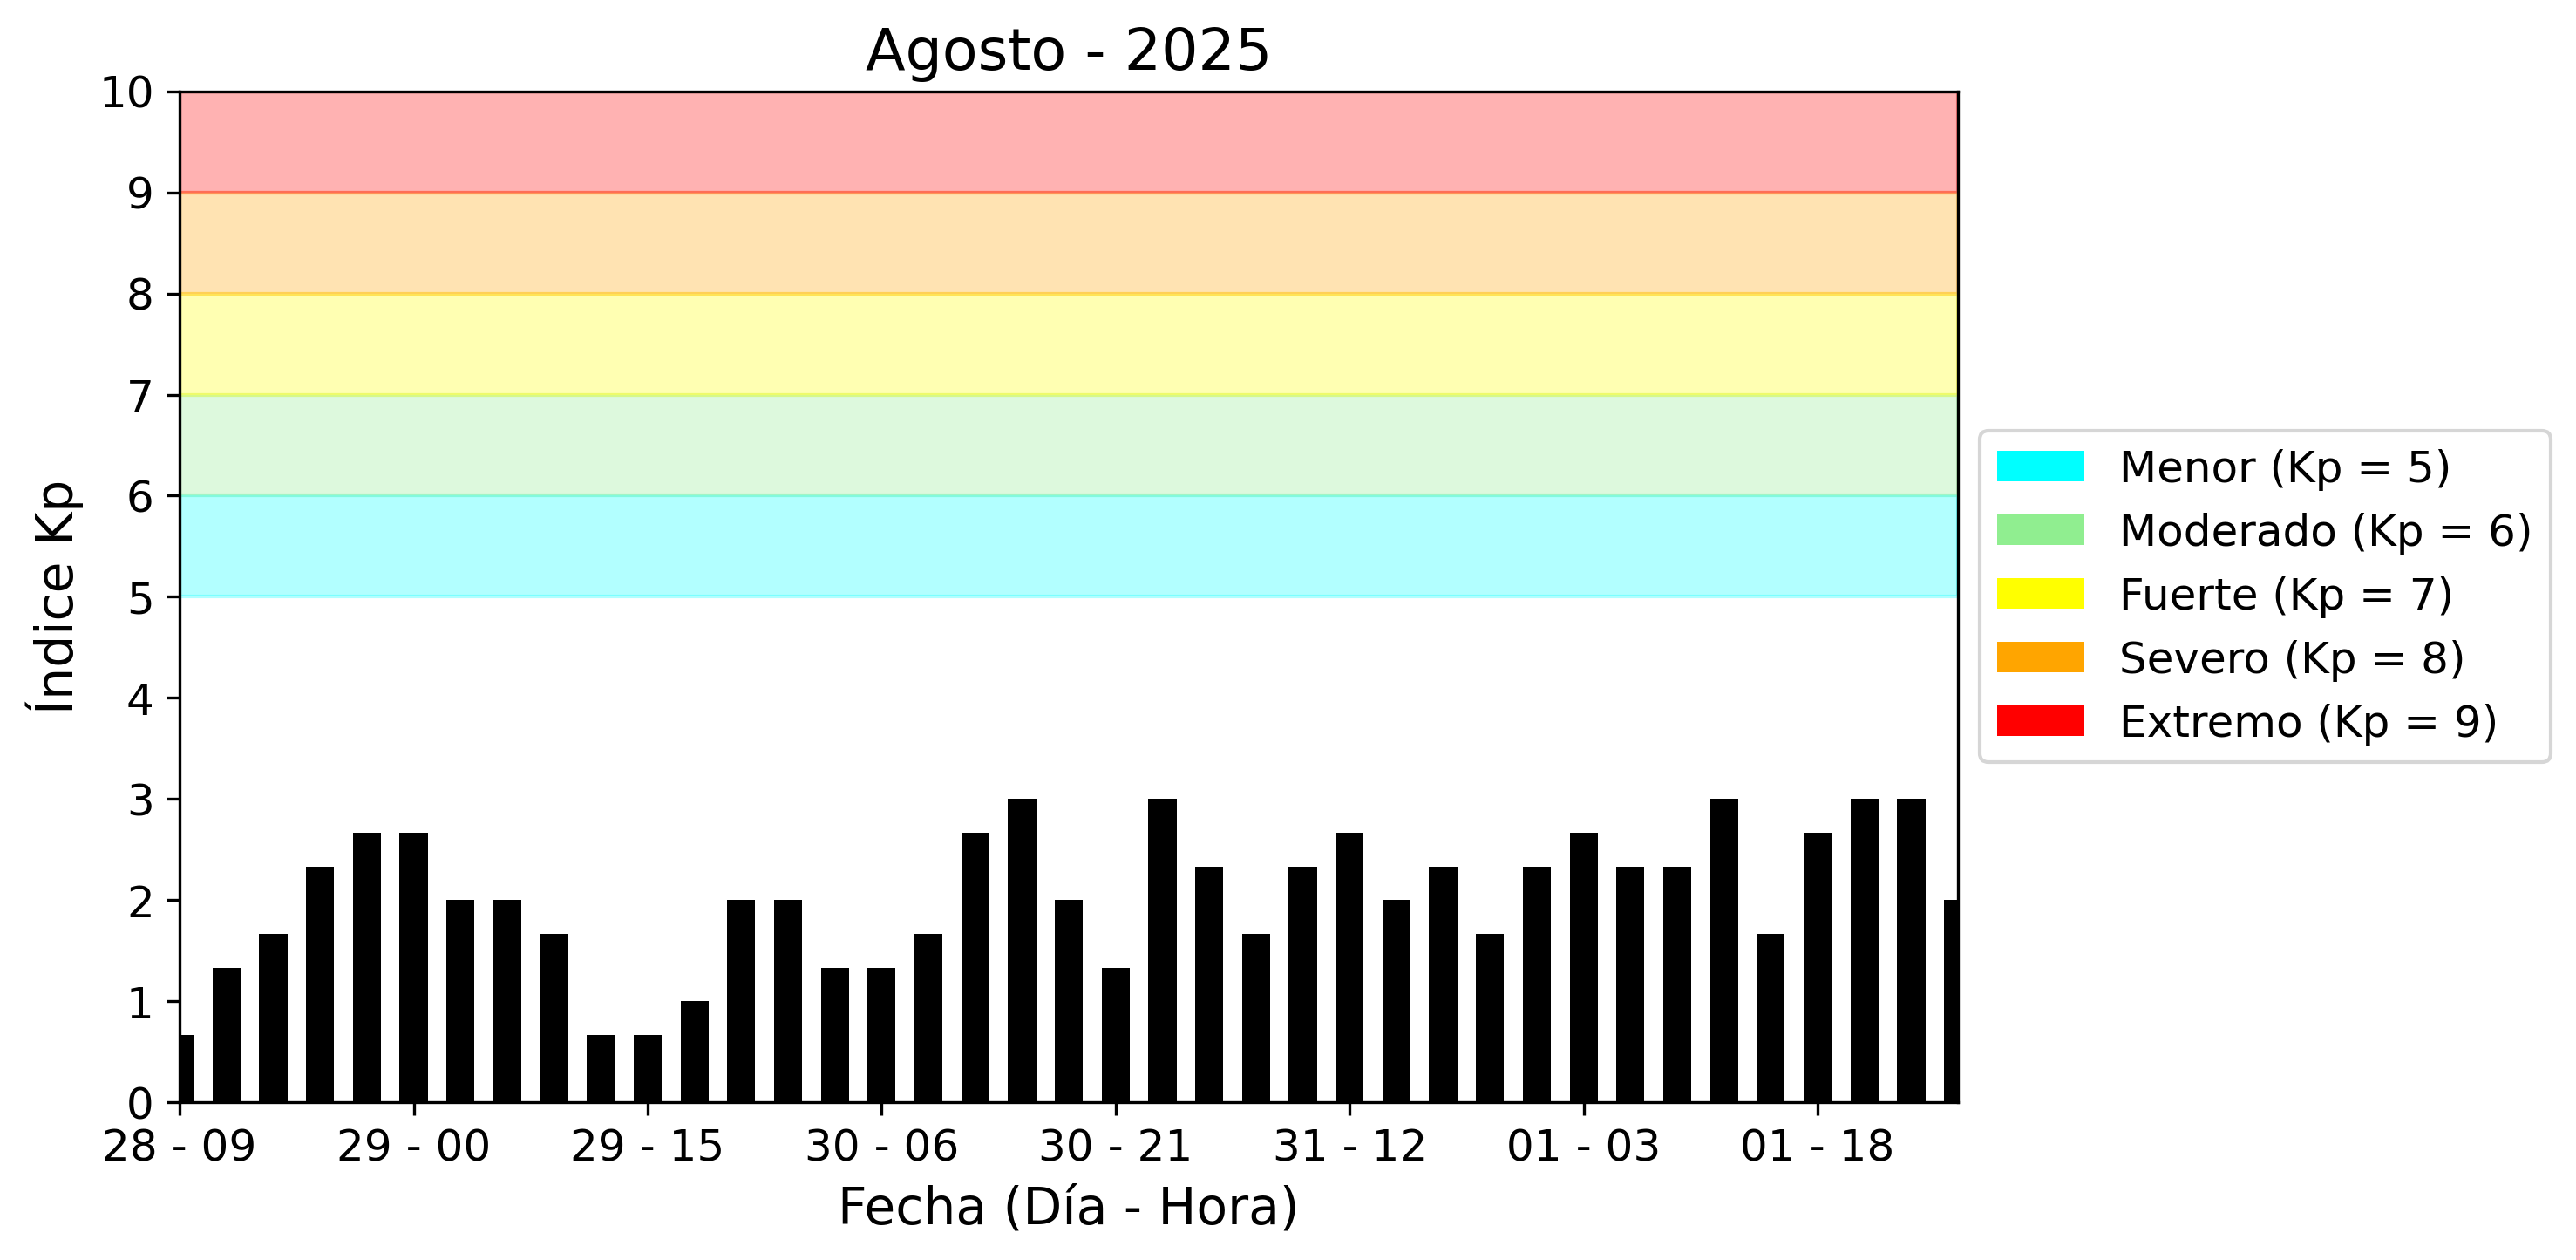 Agosto - 2025
10
9
8
7
6
5
4
3
2
1
0
Índice Kp
28 - 09
29 - 00
29 - 15
30 - 06
30 - 21
31 - 12
01 - 03
01 - 18
Fecha (Día - Hora)
Menor (Kp = 5)
Moderado (Kp = 6)
Fuerte (Kp = 7)
Severo (Kp = 8)
Extremo (Kp = 9)